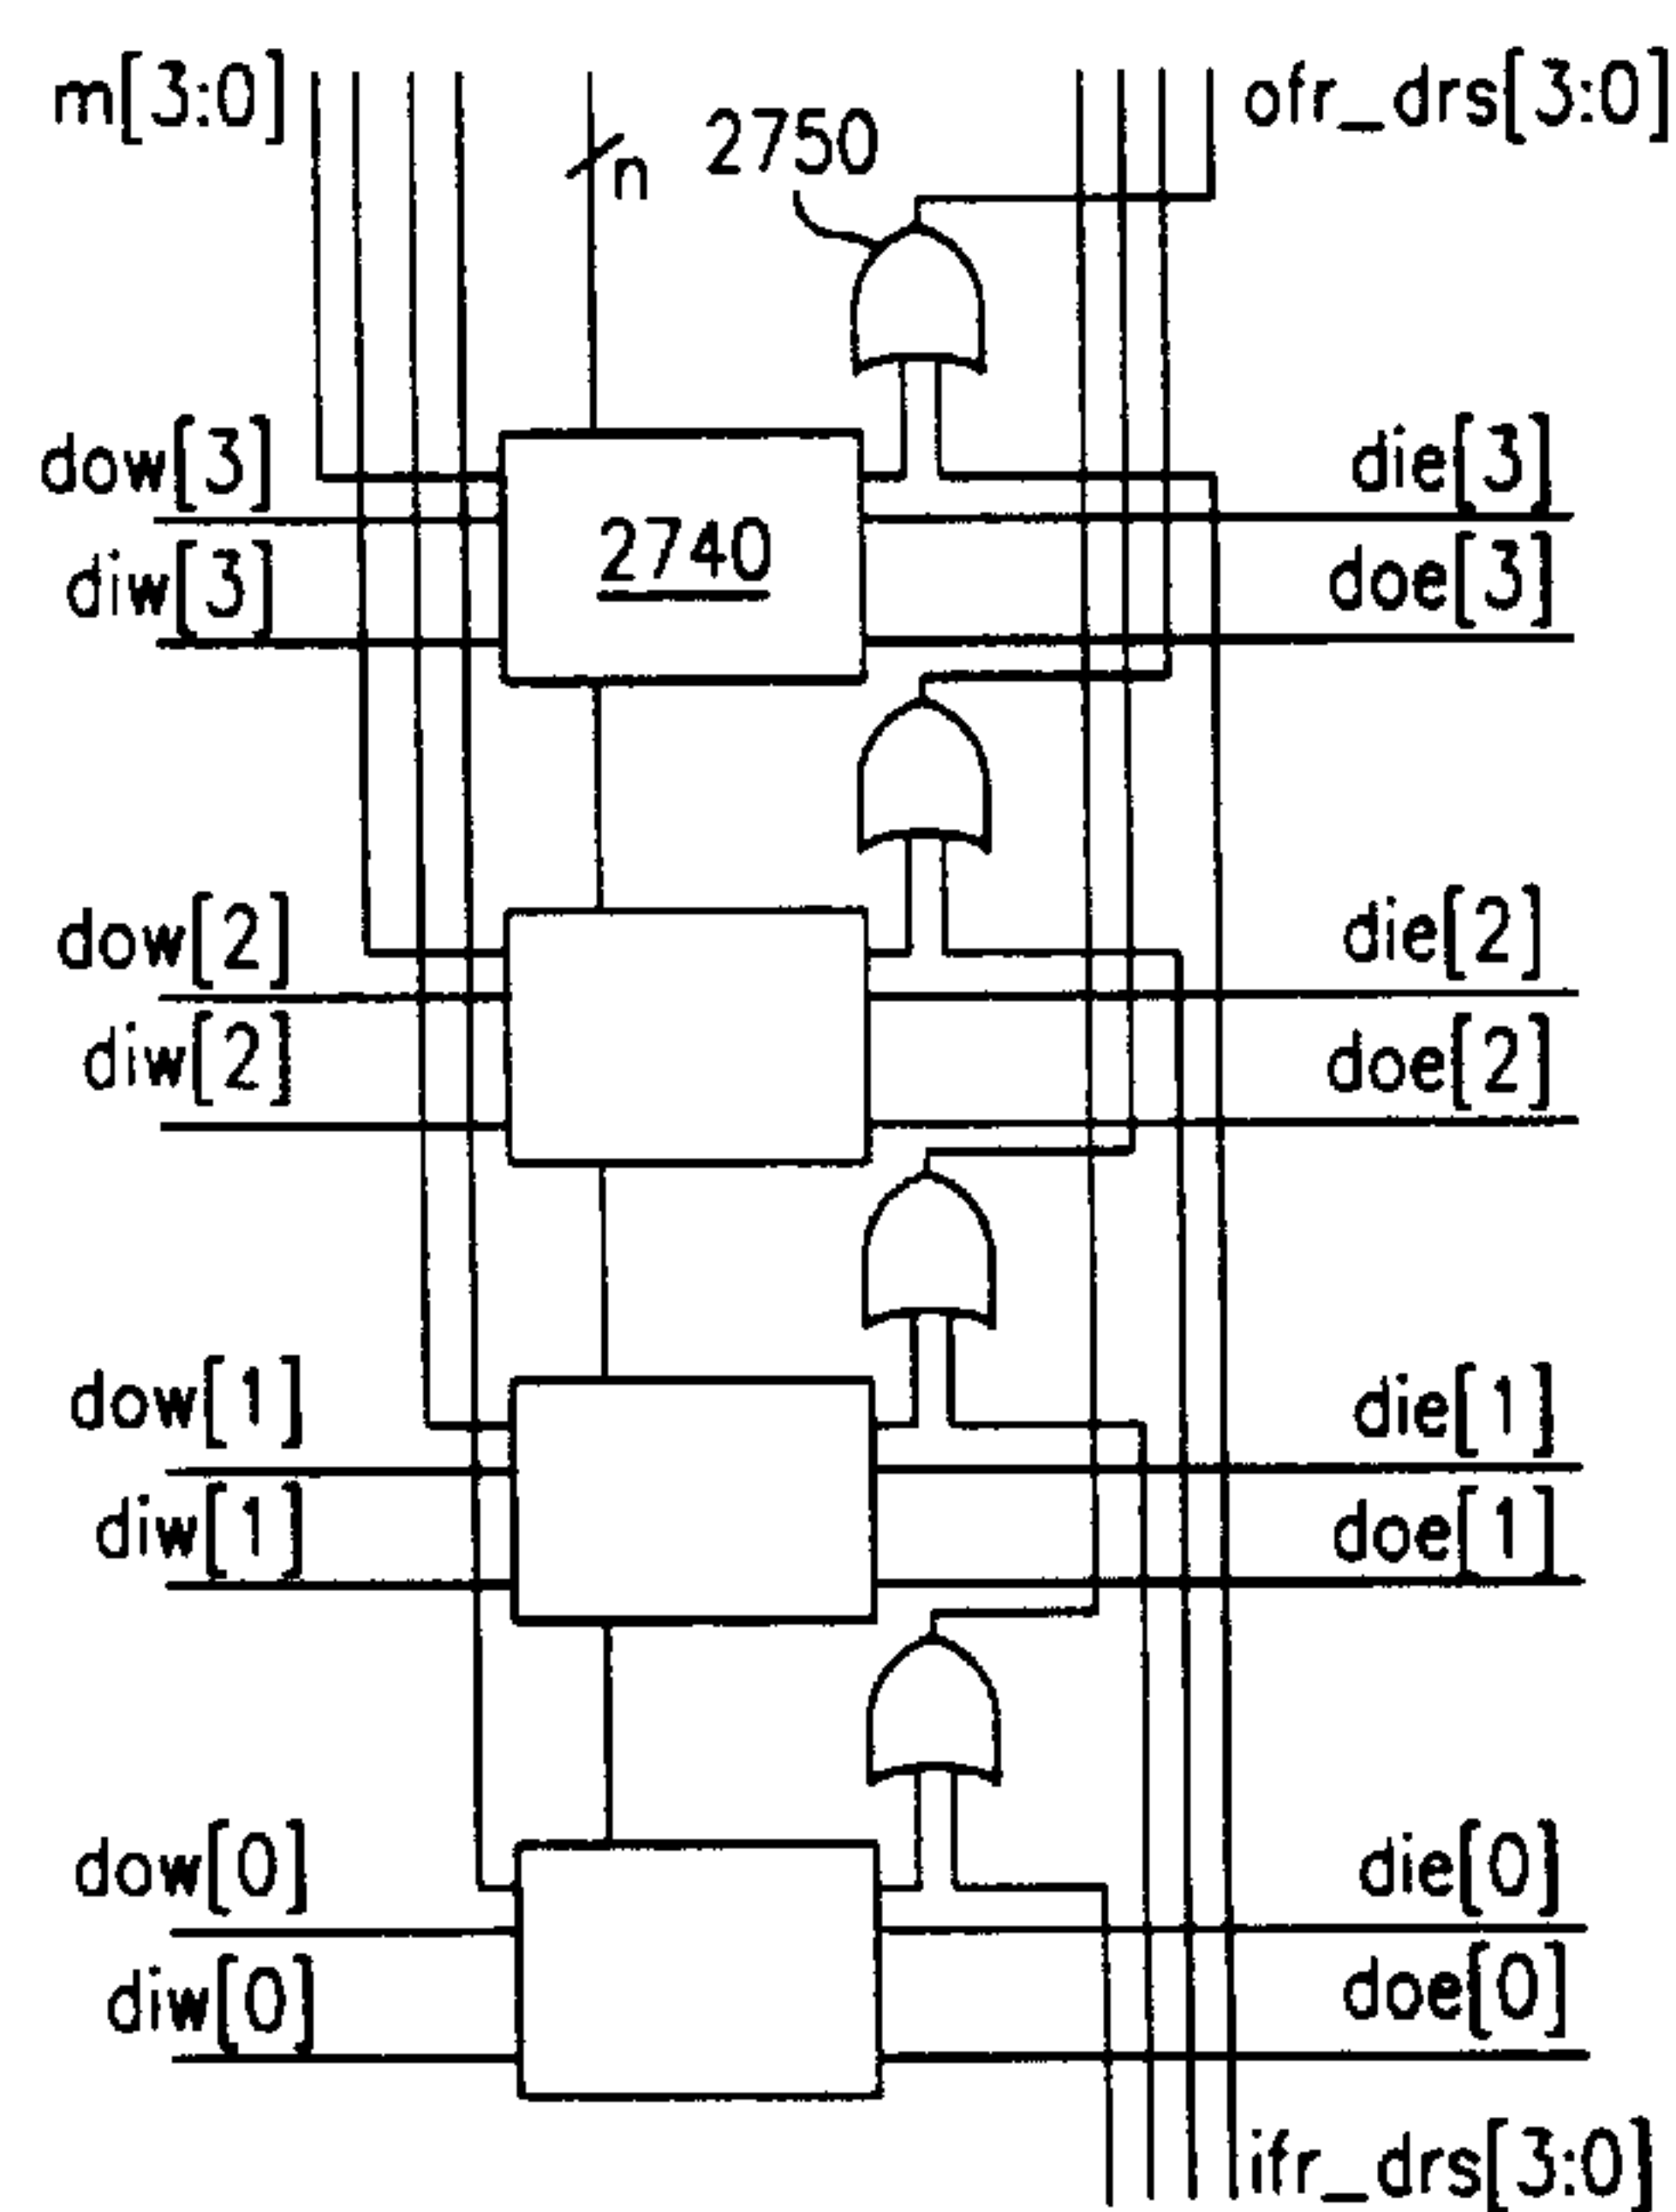 m[3:0]
ofr_drs[3:0]
n
2750
dow[3]
die[3]
2740
diw[3]
doe[3]
dow[2]
die[2]
diw[2]
doe[2]
dow[1]
die[1]
diw[1]
doe[1]
dow[0]
die[0]
diw[0]
doe[0]
ifr_drs[3:0]